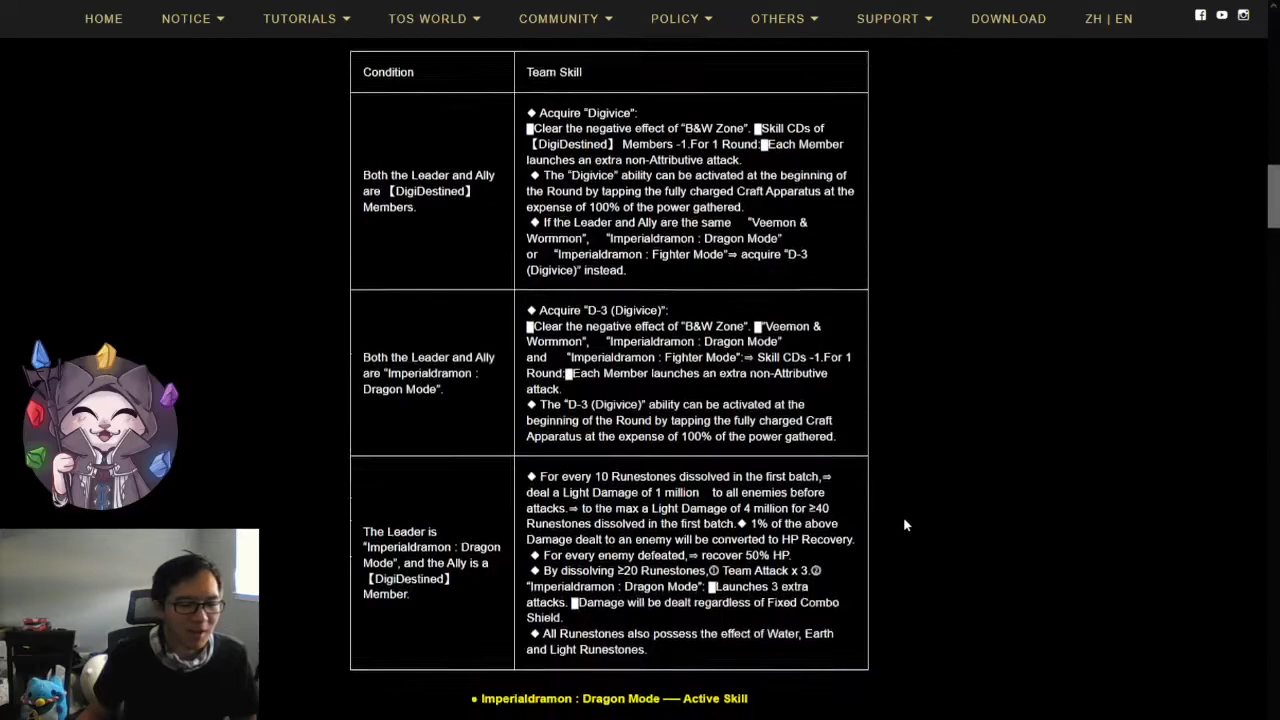 HOME NOTICE TUTORIALS TOS WORLD COMMUNITY POLICY OTHERS SUPPORT DOWNLOAD ZH | EN
Condition
Team Skill
Both the Leader and Ally
are 【DigiDestined】
Members.
◆ Acquire “Digivice”:
█Clear the negative effect of “B&W Zone”. █Skill CDs of
【DigiDestined】 Members -1.For 1 Round:█Each Member
launches an extra non-Attributive attack.
◆ The “Digivice” ability can be activated at the beginning of
the Round by tapping the fully charged Craft Apparatus at the
expense of 100% of the power gathered.
◆ If the Leader and Ally are the same “Veemon &
Wormmon”, “Imperialdramon : Dragon Mode”
or “Imperialdramon : Fighter Mode”⇒ acquire “D-3
(Digivice)” instead.
Both the Leader and Ally
are “Imperialdramon :
Dragon Mode”.
◆ Acquire “D-3 (Digivice)”:
█Clear the negative effect of “B&W Zone”. █“Veemon &
Wormmon”, “Imperialdramon : Dragon Mode”
and “Imperialdramon : Fighter Mode”:⇒ Skill CDs -1.For 1
Round:█Each Member launches an extra non-Attributive
attack.
◆ The “D-3 (Digivice)” ability can be activated at the
beginning of the Round by tapping the fully charged Craft
Apparatus at the expense of 100% of the power gathered.
The Leader is
“Imperialdramon : Dragon
Mode”, and the Ally is a
【DigiDestined】
Member.
◆ For every 10 Runestones dissolved in the first batch,⇒
deal a Light Damage of 1 million to all enemies before
attacks.⇒ to the max a Light Damage of 4 million for ≥40
Runestones dissolved in the first batch.◆ 1% of the above
Damage dealt to an enemy will be converted to HP Recovery.
◆ For every enemy defeated,⇒ recover 50% HP.
◆ By dissolving ≥20 Runestones,① Team Attack x 3.②
“Imperialdramon : Dragon Mode”: █Launches 3 extra
attacks. █Damage will be dealt regardless of Fixed Combo
Shield.
◆ All Runestones also possess the effect of Water, Earth
and Light Runestones.
● Imperialdramon : Dragon Mode ── Active Skill